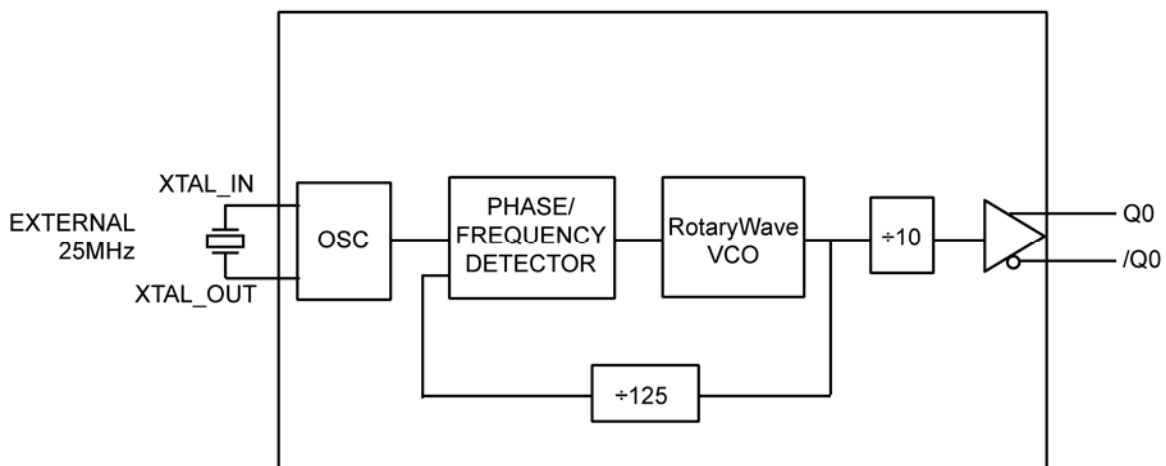 XTAL_IN
EXTERNAL
25MHz
XTAL_OUT
OSC
PHASE/
FREQUENCY
DETECTOR
RotaryWave
VCO
÷10
Q0
/Q0
÷125